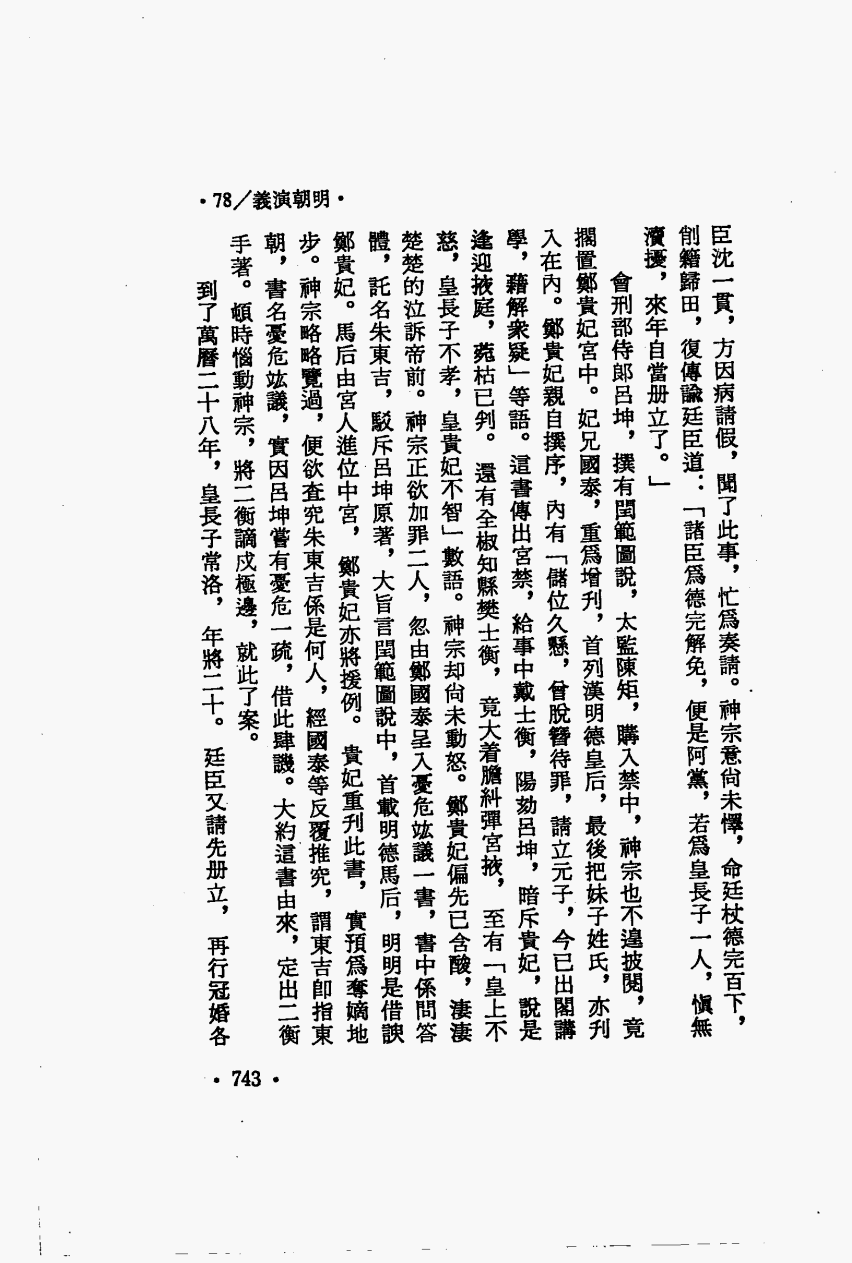 •78/義演朝明•
臣沈一貫，方因病請假，聞了此事，忙爲奏請。神宗意尙未懌，命廷杖德完百下，
削籍歸田，復傳諭廷臣道：「諸臣爲德完解免，便是阿黨，若爲皇長子一人，愼無
瀆擾，來年自當册立了。」
會刑部侍郎呂坤，撰有閨範圖說，太監陳矩，購入禁中，神宗也不遑披閱，竟
擱置鄭貴妃宮中。妃兄國泰，重爲增刋，首列漢明德皇后，最後把妹子姓氏，亦刋
入在內。鄭貴妃親自撰序，內有「儲位久懸，曾脫簪待罪，請立元子，今已出閣講
學，藉解衆疑」等語。這書傳出宮禁，給事中戴士衡，陽劾呂坤，暗斥貴妃，說是
逢迎掖庭，菀枯已判。還有全椒知縣樊士衡，竟大着膽糾彈宮掖，至有「皇上不
慈，皇長子不孝，皇貴妃不智」數語。神宗却尙未動怒。鄭貴妃偏先已含酸，淒淒
楚楚的泣訴帝前。神宗正欲加罪二人，忽由鄭國泰呈入憂危竑議一書，書中係問答
體，託名朱東吉，駁斥呂坤原著，大旨言閨範圖說中，首載明德馬后，明明是借諛
鄭貴妃。馬后由宮人進位中宮，鄭貴妃亦將援例。貴妃重刋此書，實預爲奪嫡地
步。神宗略略覽過，便欲査究朱東吉係是何人，經國泰等反覆推究，謂東吉卽指東
朝，書名憂危竑議，實因呂坤嘗有憂危一疏，借此肆譏。大約這書由來，定出二衡
手著。頓時惱動神宗，將二衡謫戍極邊，就此了案。
到了萬曆二十八年，皇長子常洛，年將二十。廷臣又請先册立，再行冠婚各
•743•